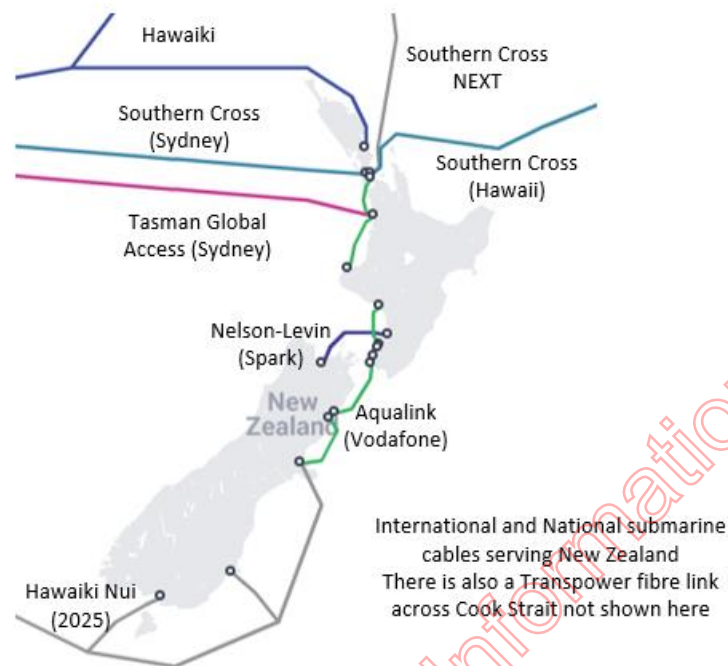 Hawaiki
Southern Cross
NEXT
Southern Cross
(Sydney)
Southern Cross
(Hawaii)
Tasman Global
Access (Sydney)
Nelson-Levin
(Spark)
New
Zealand
Aqualink
(Vodafone)
International and National submarine
cables serving New Zealand
There is also a Transpower fibre link
across Cook Strait not shown here
Hawaiki Nui
(2025)
Information